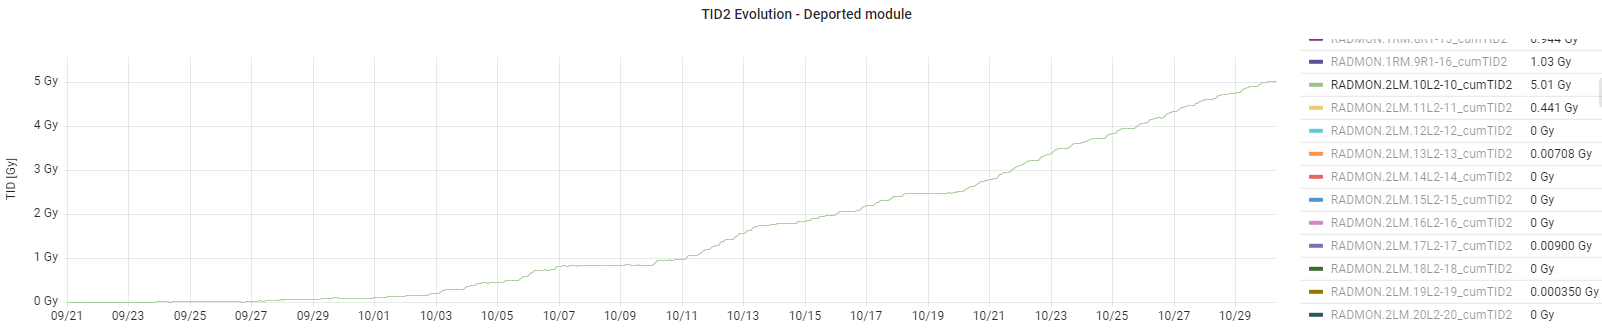 TID2 Evolution - Deported module
TID [Gy]
5 Gy
4 Gy
3 Gy
2 Gy
1 Gy
0 Gy
09/21 09/23 09/25 09/27 09/29 10/01 10/03 10/05 10/07 10/09 10/11 10/13 10/15 10/17 10/19 10/21 10/23 10/25 10/27 10/29
RADMON.1RM.8R1-15_cumTID2 0.944 Gy
RADMON.1RM.9R1-16_cumTID2 1.03 Gy
RADMON.2LM.10L2-10_cumTID2 5.01 Gy
RADMON.2LM.11L2-11_cumTID2 0.441 Gy
RADMON.2LM.12L2-12_cumTID2 0 Gy
RADMON.2LM.13L2-13_cumTID2 0.00708 Gy
RADMON.2LM.14L2-14_cumTID2 0 Gy
RADMON.2LM.15L2-15_cumTID2 0 Gy
RADMON.2LM.16L2-16_cumTID2 0 Gy
RADMON.2LM.17L2-17_cumTID2 0.00900 Gy
RADMON.2LM.18L2-18_cumTID2 0 Gy
RADMON.2LM.19L2-19_cumTID2 0.000350 Gy
RADMON.2LM.20L2-20_cumTID2 0 Gy